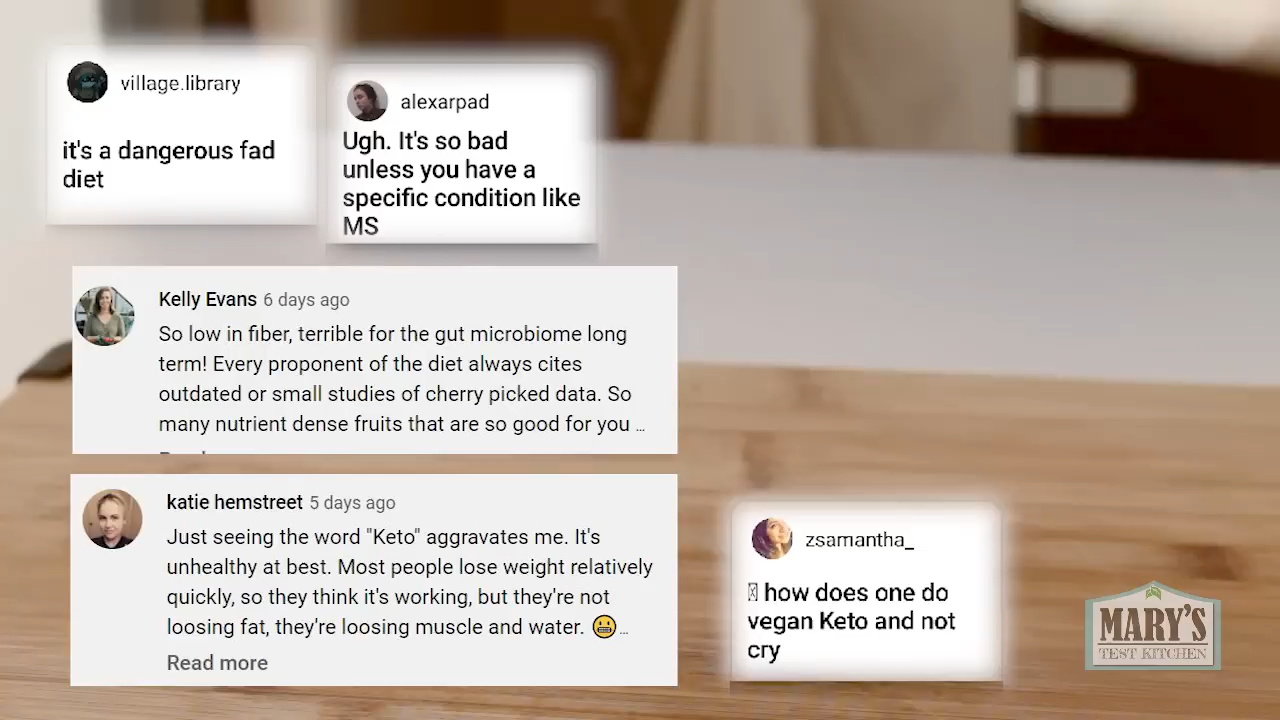 village.library
it's a dangerous fad
diet
alexarpad
Ugh. It's so bad
unless you have a
specific condition like
MS
Kelly Evans 6 days ago
So low in fiber, terrible for the gut microbiome long
term! Every proponent of the diet always cites
outdated or small studies of cherry picked data. So
many nutrient dense fruits that are so good for you ...
katie hemstreet 5 days ago
Just seeing the word "Keto" aggravates me. It's
unhealthy at best. Most people lose weight relatively
quickly, so they think it's working, but they're not
loosing fat, they're loosing muscle and water. 😬 ...
Read more
zsamantha_
how does one do
vegan Keto and not
cry
MARY'S
TEST KITCHEN